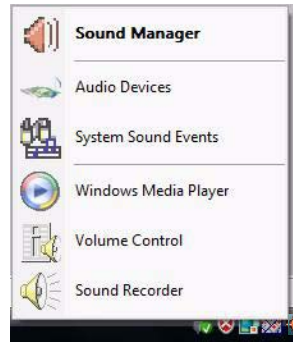 Sound Manager
Audio Devices
System Sound Events
Windows Media Player
Volume Control
Sound Recorder